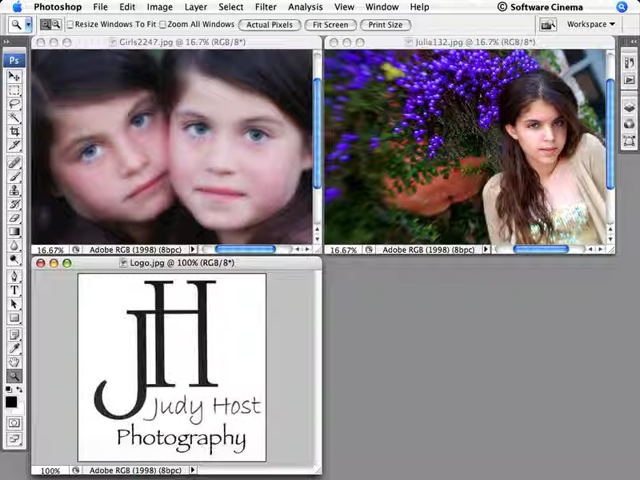 Photoshop File Edit Image Layer Select Filter Analysis View Window Help © Software Cinema
Resize Windows To Fit Zoom All Windows Actual Pixels Fit Screen Print Size Workspace
Ps
Girls2247.jpg @ 16.7% (RGB/8*)
Julia132.jpg @ 16.7% (RGB/8*)
16.67% Adobe RGB (1998) (8bpc)
16.67% Adobe RGB (1998) (8bpc)
Logo.jpg @ 100% (RGB/8*)
JH
Judy Host
Photography
100% Adobe RGB (1998) (8bpc)